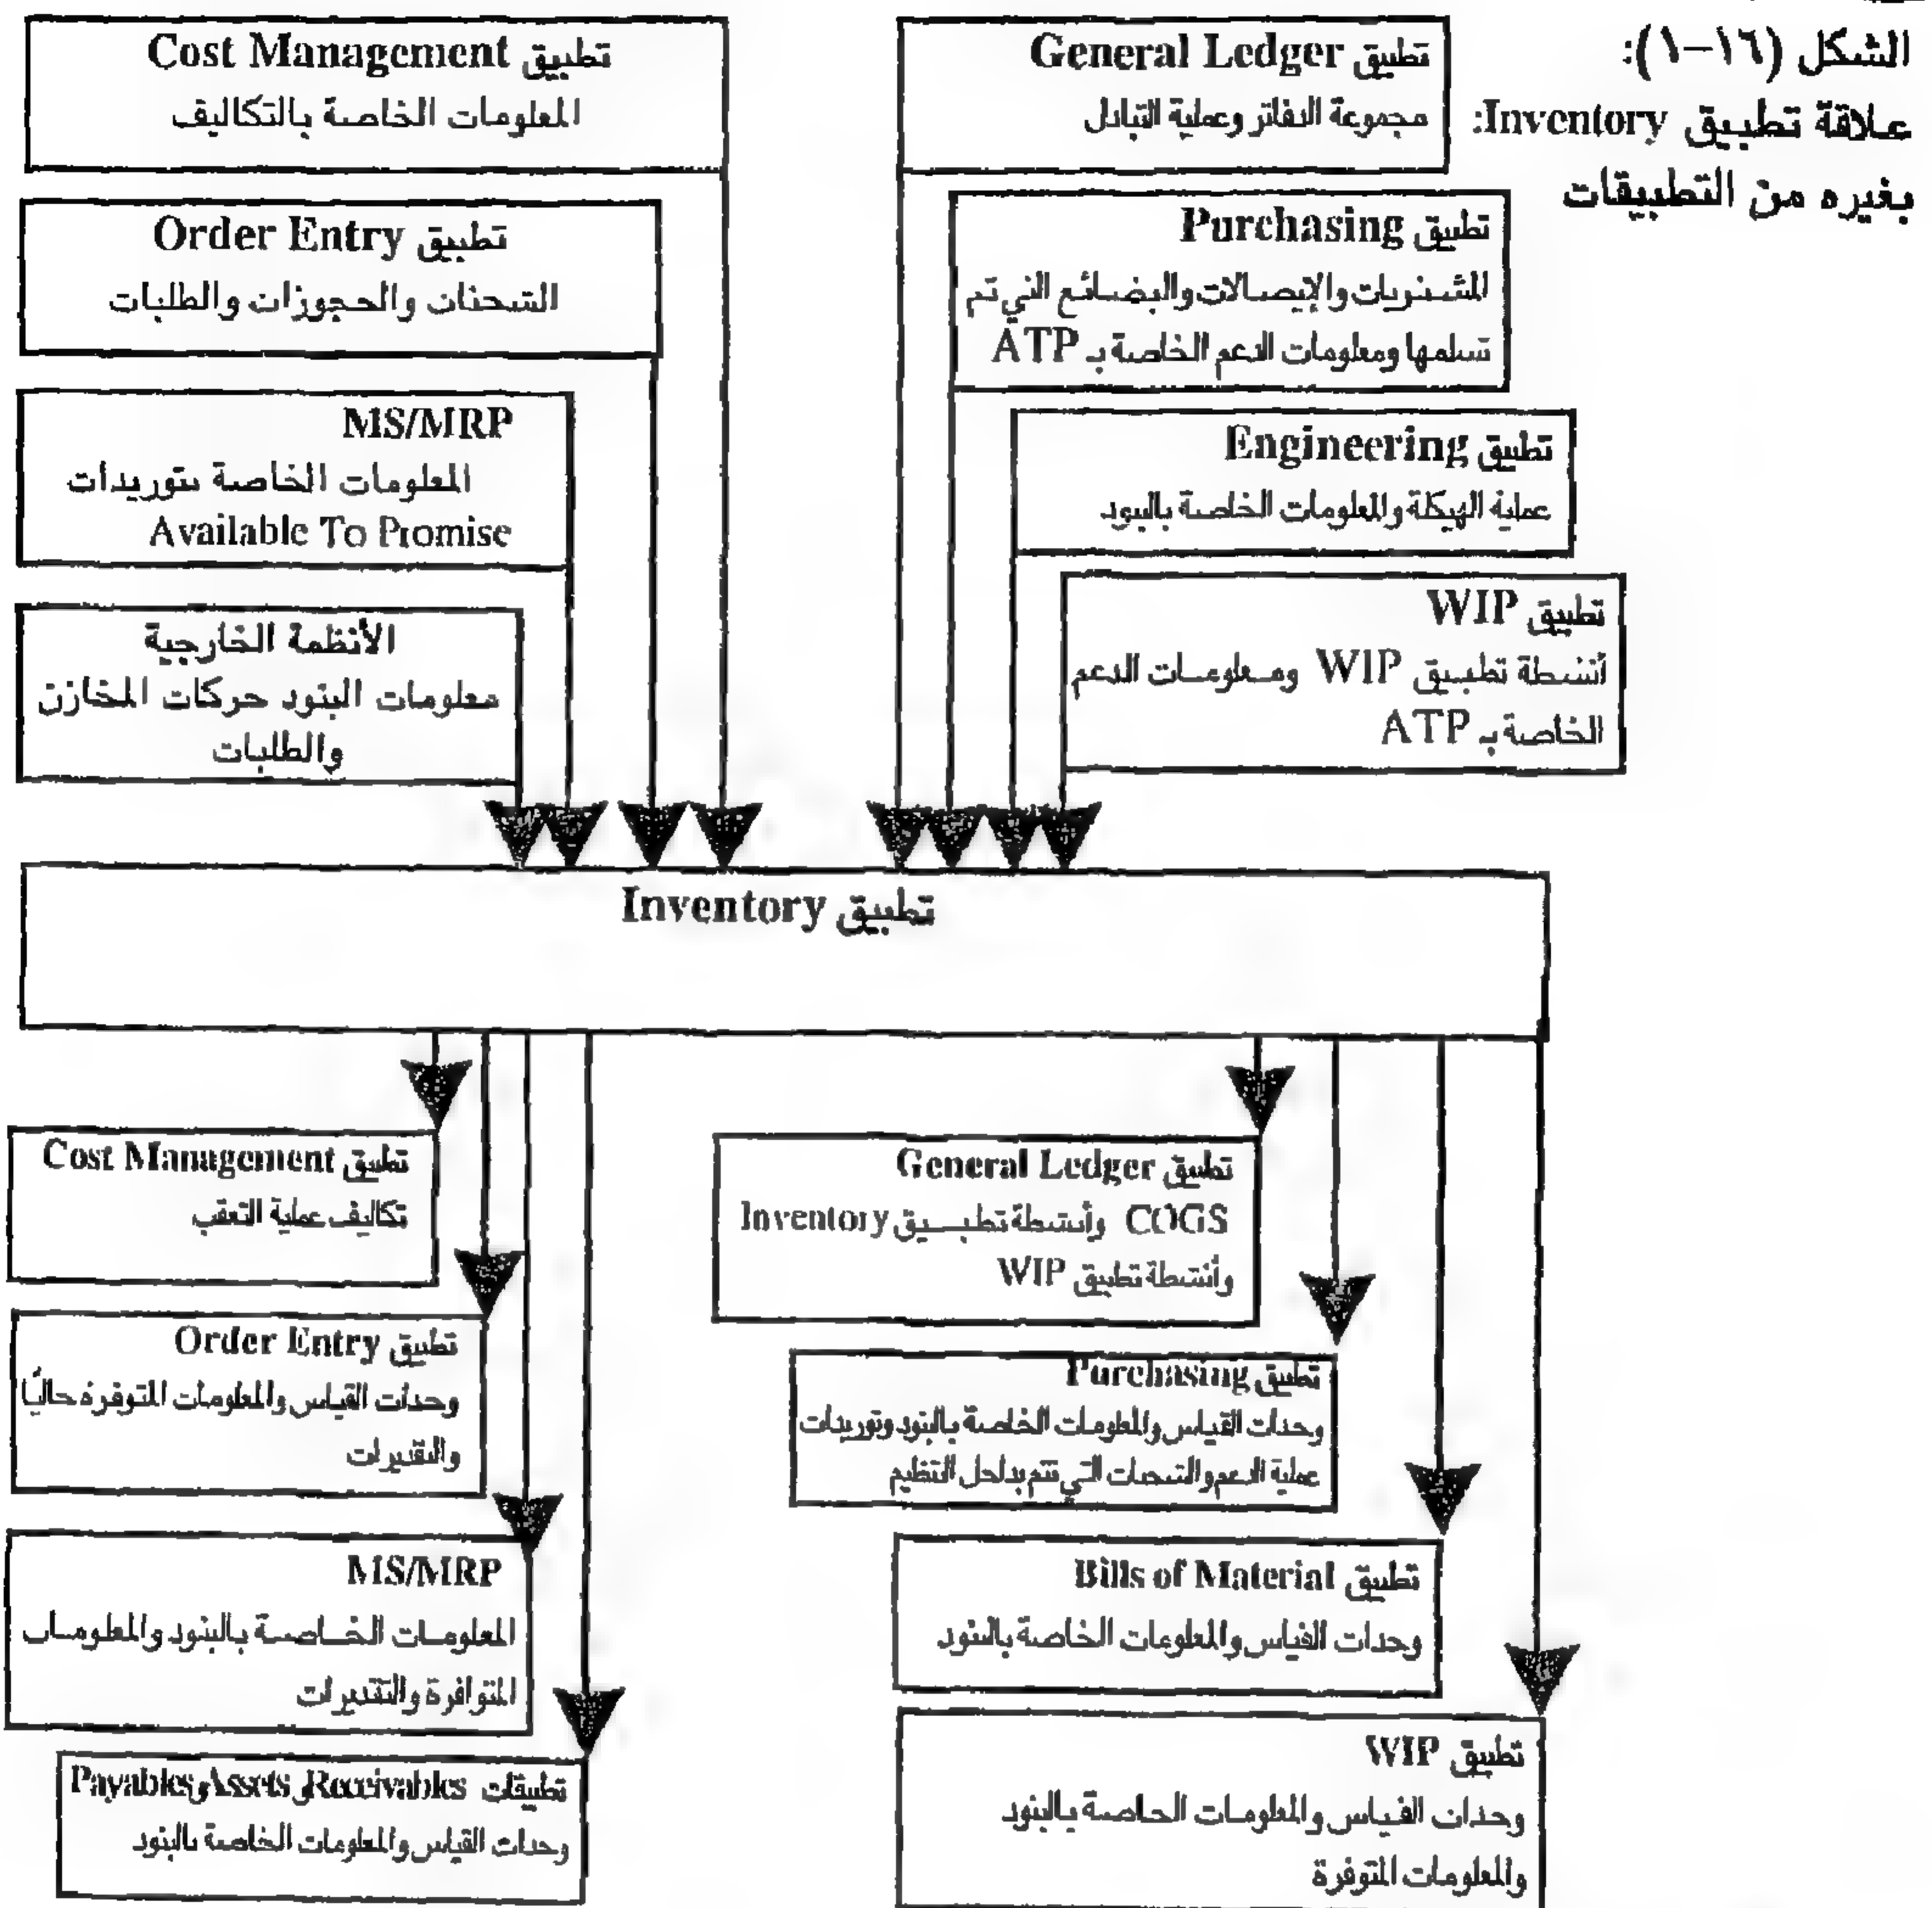 الشكل (١٦–١):
علاقة تطبيق Inventory:
بغيره من التطبيقات
تطبيق General Ledger
مجموعة الدفاتر وعملية التبادل
تطبيق Cost Management
المعلومات الخاصة بالتكاليف
تطبيق Purchasing
المشتريات والإيصالات والبضائع التي تم
تسلمها ومعلومات الدعم الخاصة بـ ATP
تطبيق Order Entry
الشحنات والحجوزات والطلبات
تطبيق Engineering
عملية الهيكلة والمعلومات الخاصة بالبنود
MS/MRP
المعلومات الخاصة بتوريدات
Available To Promise
تطبيق WIP
أنشطة تطبيق WIP ومعلومات الدعم
الخاصة بـ ATP
الأنظمة الخارجية
معلومات البنود حركات المخازن
والطلبات
تطبيق Inventory
تطبيق General Ledger
COGS وأنشطة تطبيق Inventory
وأنشطة تطبيق WIP
تطبيق Cost Management
تكاليف عملية التعقب
تطبيق Purchasing
وحدات القياس والمعلومات الخاصة بالبنود وتوريدات
عملية الدعم والشحنات التي تتم بداخل التنظيم
تطبيق Order Entry
وحدات القياس والمعلومات المتوفرة حاليًا
والتقديرات
تطبيق Bills of Material
وحدات القياس والمعلومات الخاصة بالبنود
MS/MRP
المعلومات الخاصة بالبنود والمعلومات
المتوافرة والتقديرات
تطبيق WIP
وحدات القياس والمعلومات الخاصة بالبنود
والمعلومات المتوفرة
تطبيقات Receivables و Assets و Payables
وحدات القياس والمعلومات الخاصة بالبنود